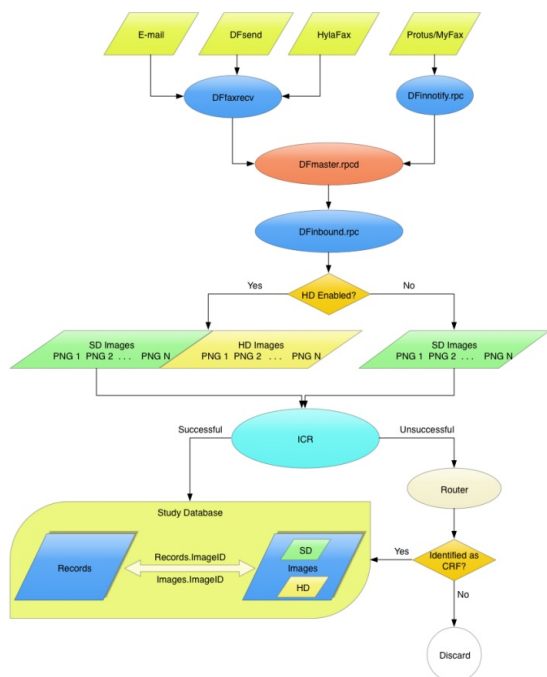 E-mail
DFsend
HylaFax
Protus/MyFax
DFfaxrecv
DFinnotify.rpc
DFmaster.rpcd
DFinbound.rpc
HD Enabled?
Yes
No
SD Images
PNG 1 PNG 2 . . . PNG N
HD Images
PNG 1 PNG 2 . . . PNG N
SD Images
PNG 1 PNG 2 . . . PNG N
ICR
Successful
Unsuccessful
Router
Study Database
Records
Records.ImageID
Images.ImageID
SD
Images
HD
Yes
Identified as
CRF?
No
Discard